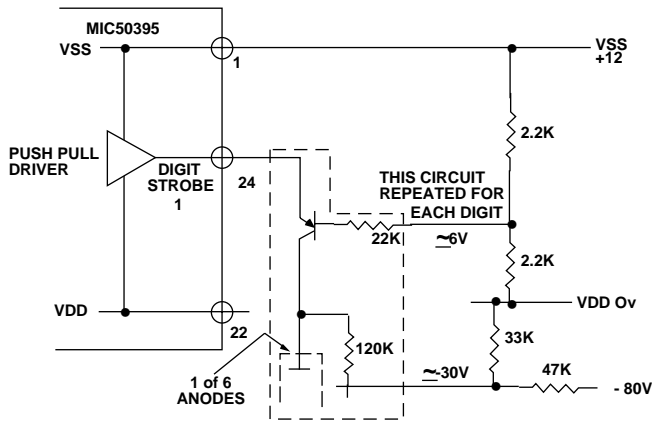 MIC50395
VSS
1
VSS
+12
2.2K
PUSH PULL
DRIVER
DIGIT
STROBE
1
24
THIS CIRCUIT
REPEATED FOR
EACH DIGIT
22K
~6V
2.2K
VDD
22
VDD Ov
33K
1 of 6
ANODES
120K
~-30V
47K
- 80V